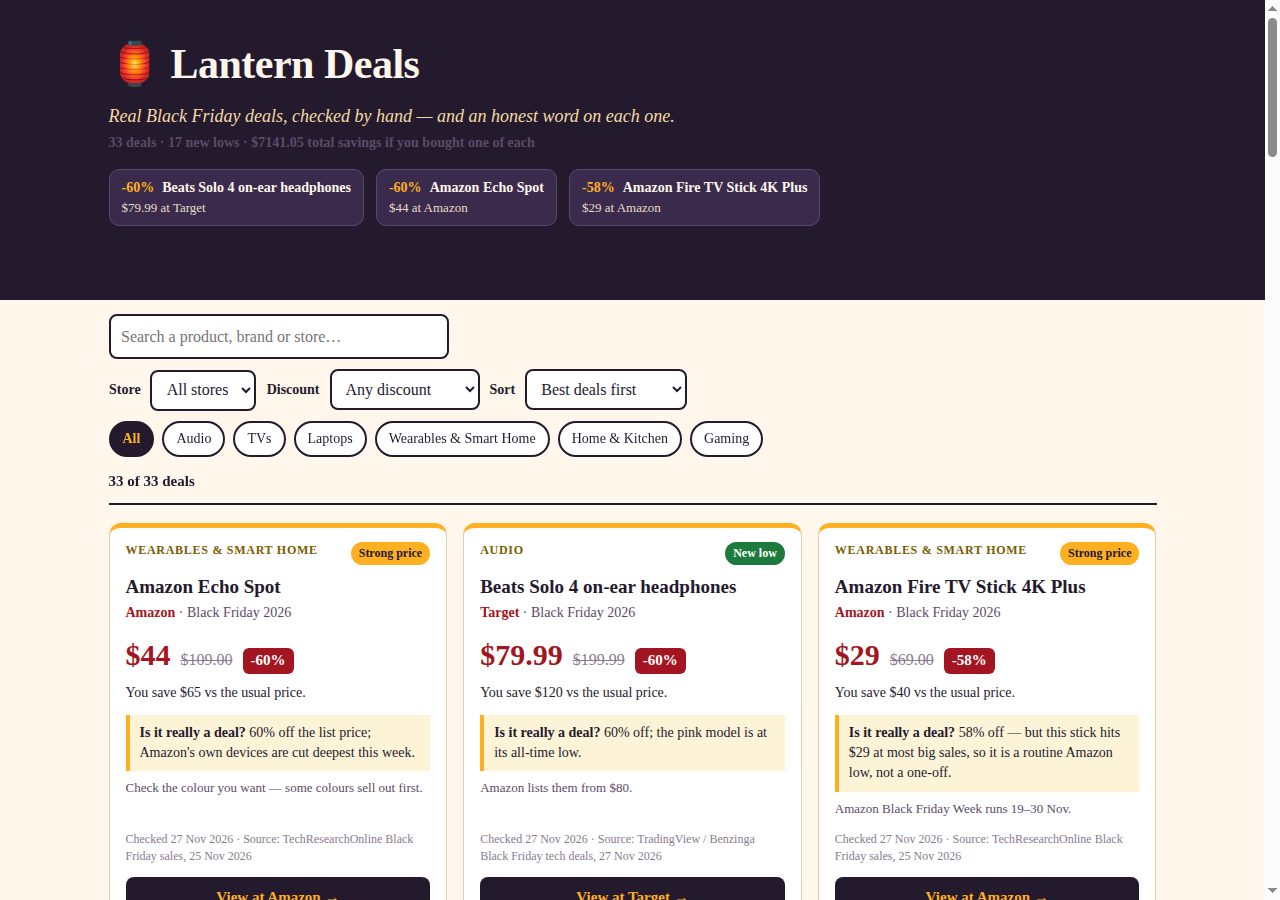 Lantern Deals
Real Black Friday deals, checked by hand — and an honest word on each one.
33 deals · 17 new lows · $7141.05 total savings if you bought one of each
-60% Beats Solo 4 on-ear headphones
$79.99 at Target
-60% Amazon Echo Spot
$44 at Amazon
-58% Amazon Fire TV Stick 4K Plus
$29 at Amazon
Search a product, brand or store…
Store All stores Discount Any discount Sort Best deals first
All Audio TVs Laptops Wearables & Smart Home Home & Kitchen Gaming
33 of 33 deals
WEARABLES & SMART HOME Strong price
Amazon Echo Spot
Amazon · Black Friday 2026
$44 $109.00 -60%
You save $65 vs the usual price.
Is it really a deal? 60% off the list price;
Amazon's own devices are cut deepest this week.
Check the colour you want — some colours sell out first.
Checked 27 Nov 2026 · Source: TechResearchOnline Black
Friday sales, 25 Nov 2026
View at Amazon →
AUDIO New low
Beats Solo 4 on-ear headphones
Target · Black Friday 2026
$79.99 $199.99 -60%
You save $120 vs the usual price.
Is it really a deal? 60% off; the pink model is at
its all-time low.
Amazon lists them from $80.
Checked 27 Nov 2026 · Source: TradingView / Benzinga
Black Friday tech deals, 27 Nov 2026
View at Target →
WEARABLES & SMART HOME Strong price
Amazon Fire TV Stick 4K Plus
Amazon · Black Friday 2026
$29 $69.00 -58%
You save $40 vs the usual price.
Is it really a deal? 58% off — but this stick hits
$29 at most big sales, so it is a routine Amazon
low, not a one-off.
Amazon Black Friday Week runs 19–30 Nov.
Checked 27 Nov 2026 · Source: TechResearchOnline Black
Friday sales, 25 Nov 2026
View at Amazon →